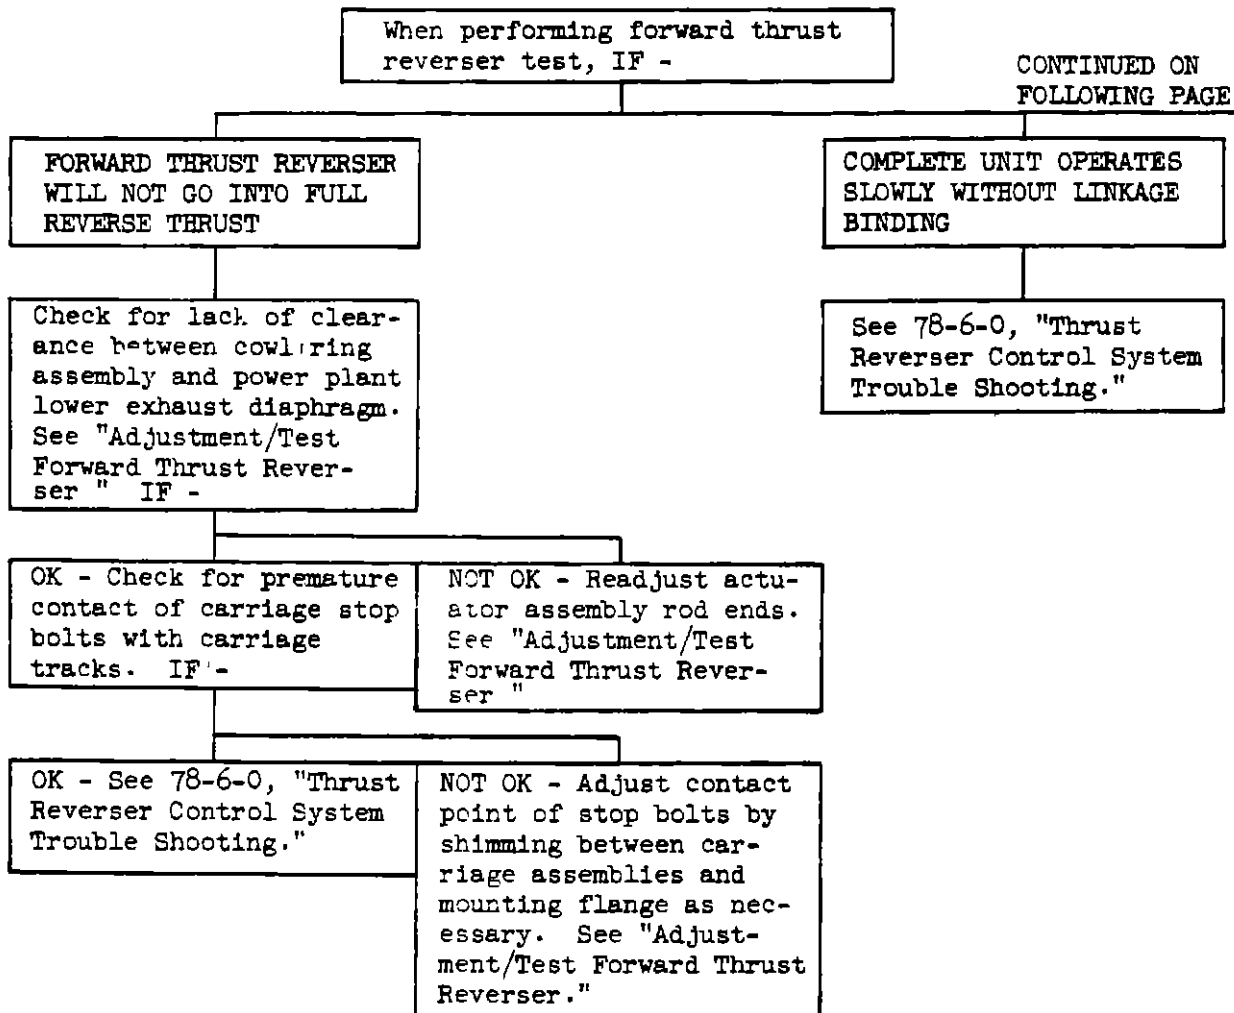 When performing forward thrust
reverser test, IF -
CONTINUED ON
FOLLOWING PAGE
FORWARD THRUST REVERSER
WILL NOT GO INTO FULL
REVERSE THRUST
COMPLETE UNIT OPERATES
SLOWLY WITHOUT LINKAGE
BINDING
Check for lack of clear-
ance between cowl ring
assembly and power plant
lower exhaust diaphragm.
See "Adjustment/Test
Forward Thrust Rever-
ser " IF -
See 78-6-0, "Thrust
Reverser Control System
Trouble Shooting."
OK - Check for premature
contact of carriage stop
bolts with carriage
tracks. IF -
NOT OK - Readjust actu-
ator assembly rod ends.
See "Adjustment/Test
Forward Thrust Rever-
ser "
OK - See 78-6-0, "Thrust
Reverser Control System
Trouble Shooting."
NOT OK - Adjust contact
point of stop bolts by
shimming between car-
riage assemblies and
mounting flange as nec-
essary. See "Adjust-
ment/Test Forward Thrust
Reverser."